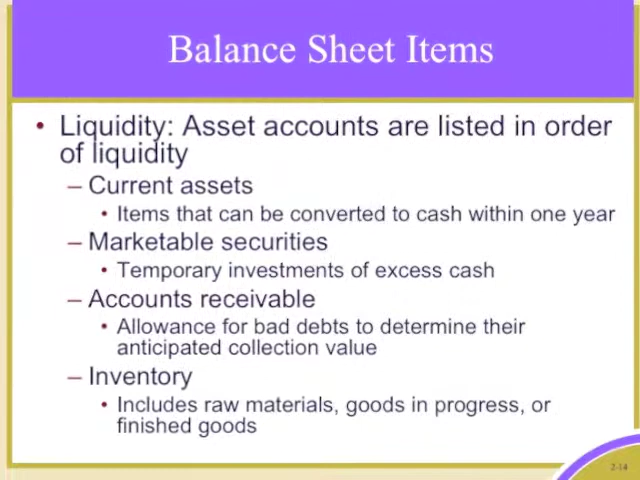 Balance Sheet Items
• Liquidity: Asset accounts are listed in order
of liquidity
– Current assets
• Items that can be converted to cash within one year
– Marketable securities
• Temporary investments of excess cash
– Accounts receivable
• Allowance for bad debts to determine their
anticipated collection value
– Inventory
• Includes raw materials, goods in progress, or
finished goods
2-14